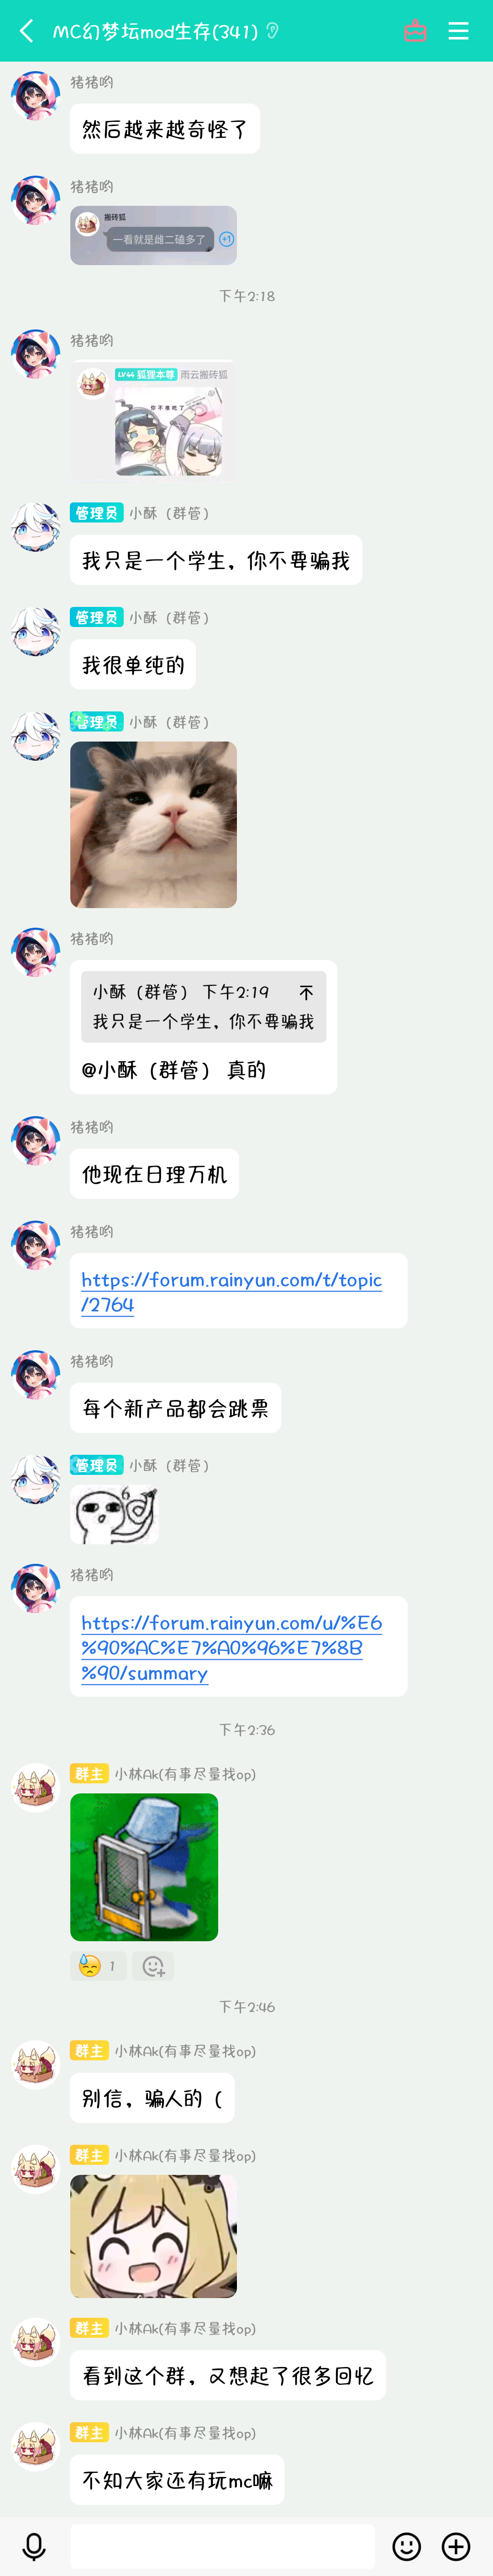 MC幻梦坛mod生存(341)
猪猪哟
然后越来越奇怪了
猪猪哟
搬砖狐
一看就是雌二磕多了
+1
下午2:18
猪猪哟
LV44 狐狸本尊 雨云搬砖狐
你不准吃了
管理员 小酥（群管）
我只是一个学生，你不要骗我
管理员 小酥（群管）
我很单纯的
管理员 小酥（群管）
猪猪哟
小酥（群管） 下午2:19
我只是一个学生，你不要骗我
@小酥（群管） 真的
猪猪哟
他现在日理万机
猪猪哟
https://forum.rainyun.com/t/topic
/2764
猪猪哟
每个新产品都会跳票
管理员 小酥（群管）
6
猪猪哟
https://forum.rainyun.com/u/%E6
%90%AC%E7%A0%96%E7%8B
%90/summary
下午2:36
群主 小林Ak(有事尽量找op)
1
下午2:46
群主 小林Ak(有事尽量找op)
别信，骗人的（
群主 小林Ak(有事尽量找op)
群主 小林Ak(有事尽量找op)
看到这个群，又想起了很多回忆
群主 小林Ak(有事尽量找op)
不知大家还有玩mc嘛